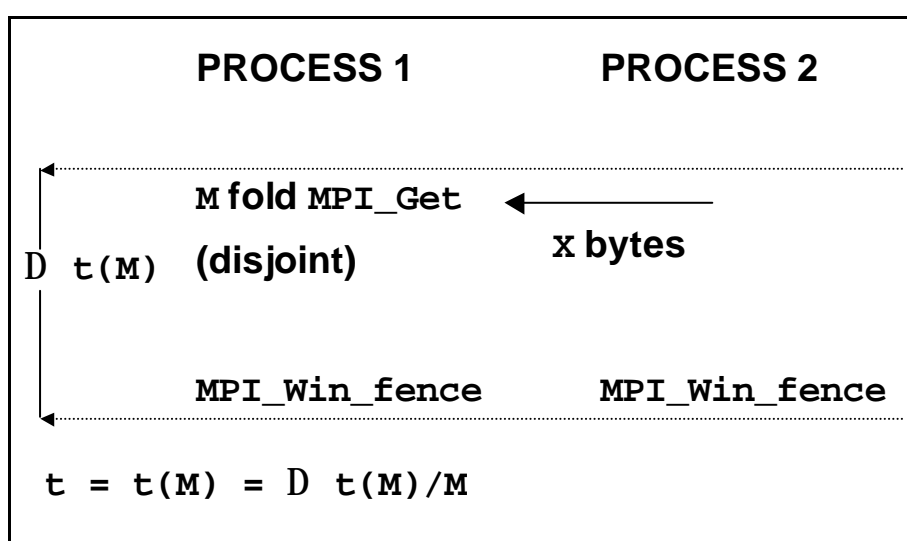 PROCESS 1 PROCESS 2
M fold MPI_Get
X bytes
D t(M) (disjoint)
MPI_Win_fence MPI_Win_fence
t = t(M) = D t(M)/M